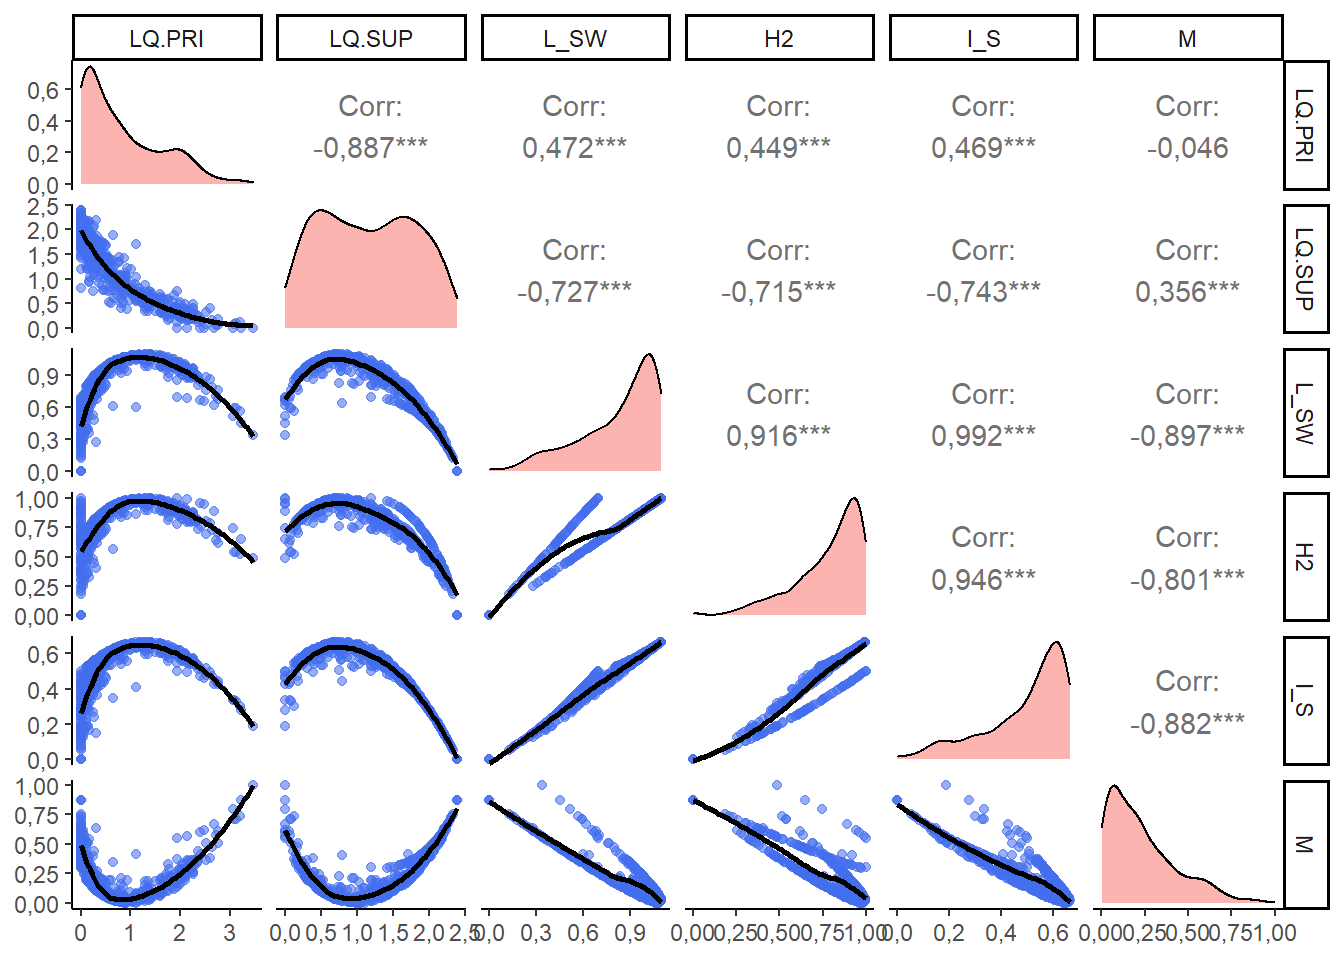 LQ.PRI LQ.SUP L_SW H2 I_S M
0,6
0,4
0,2
0,0
Corr:
-0,887***
Corr:
0,472***
Corr:
0,449***
Corr:
0,469***
Corr:
-0,046
LQ.PRI
2,5
2,0
1,5
1,0
0,5
0,0
Corr:
-0,727***
Corr:
-0,715***
Corr:
-0,743***
Corr:
0,356***
LQ.SUP
0,9
0,6
0,3
0,0
Corr:
0,916***
Corr:
0,992***
Corr:
-0,897***
L_SW
1,00
0,75
0,50
0,25
0,00
Corr:
0,946***
Corr:
-0,801***
H2
0,6
0,4
0,2
0,0
Corr:
-0,882***
I_S
1,00
0,75
0,50
0,25
0,00
M
0 1 2 3
0,0 0,5 1,0 1,5 2,0 2,5
0,0 0,3 0,6 0,9
0,00 0,25 0,50 0,75 1,00
0,0 0,2 0,4 0,6
0,00 0,25 0,50 0,75 1,00